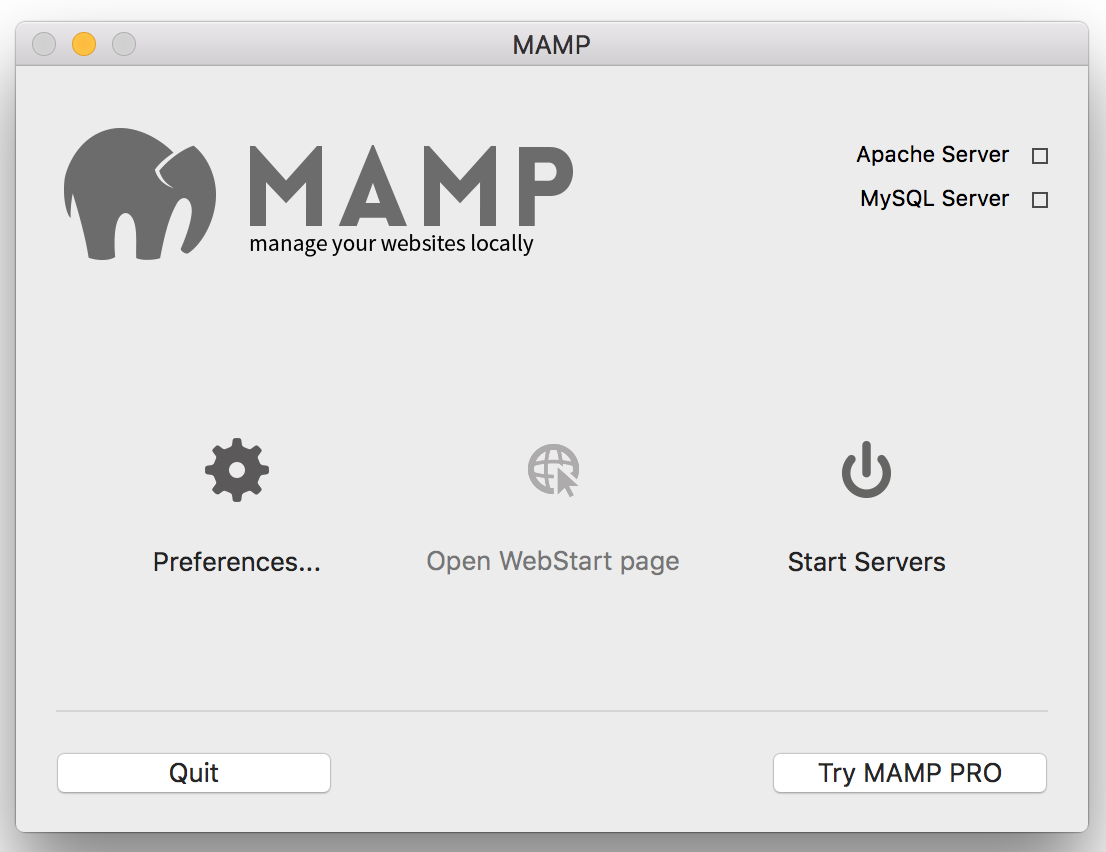 MAMP
MAMP
manage your websites locally
Apache Server
MySQL Server
Preferences...
Open WebStart page
Start Servers
Quit
Try MAMP PRO